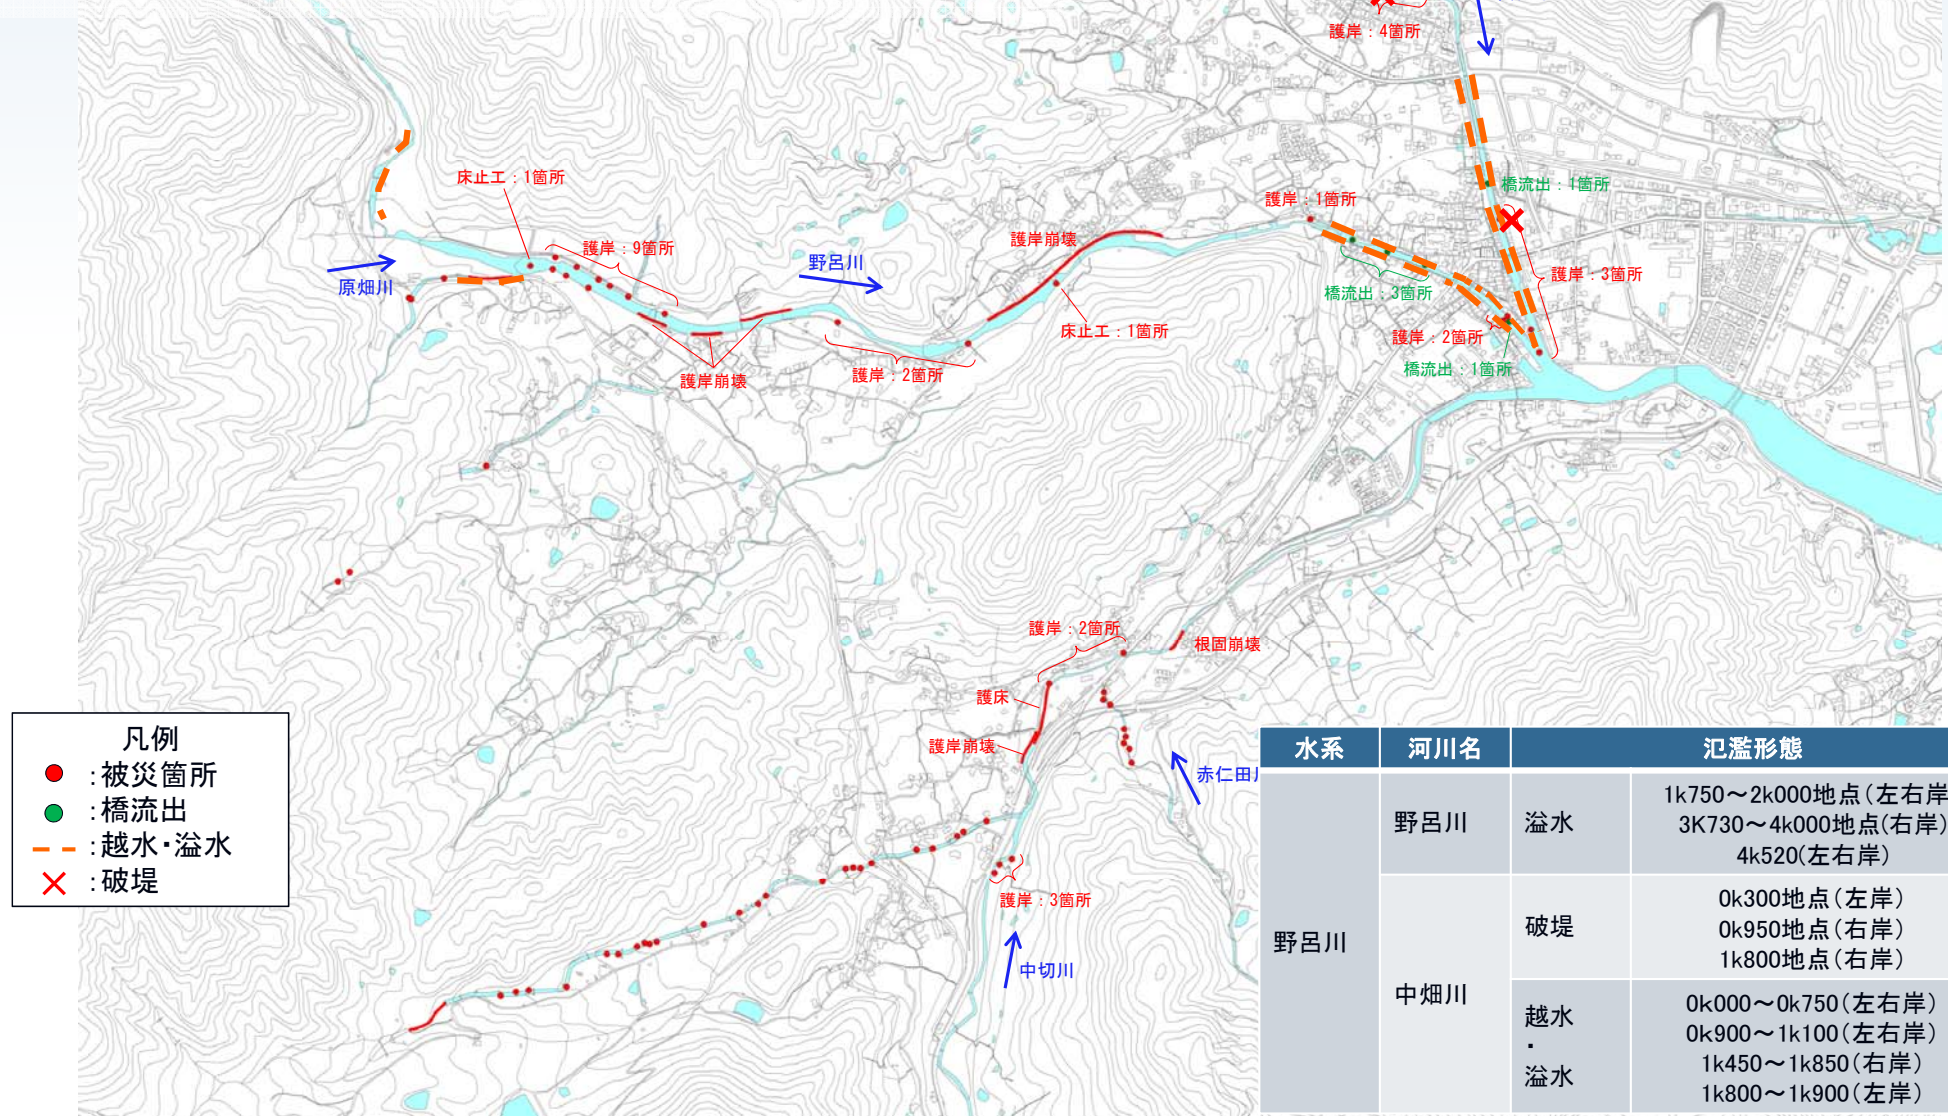 護岸：4箇所
床止工：1箇所
護岸：9箇所
原畑川
野呂川
護岸崩壊
護岸：1箇所
橋流出：1箇所
護岸：3箇所
橋流出：3箇所
床止工：1箇所
護岸：2箇所
橋流出：1箇所
護岸崩壊
護岸：2箇所
護岸：2箇所
根固崩壊
護床
護岸崩壊
赤仁田川
護岸：3箇所
中切川
凡例
：被災箇所
：橋流出
：越水・溢水
：破堤
水系 河川名 氾濫形態
野呂川
野呂川 溢水
1k750～2k000地点（左右岸
3K730～4k000地点(右岸)
4k520(左右岸)
中畑川
破堤
0k300地点（左岸）
0k950地点（右岸）
1k800地点（右岸）
越水
・
溢水
0k000～0k750（左右岸）
0k900～1k100（左右岸）
1k450～1k850（右岸）
1k800～1k900（左岸）